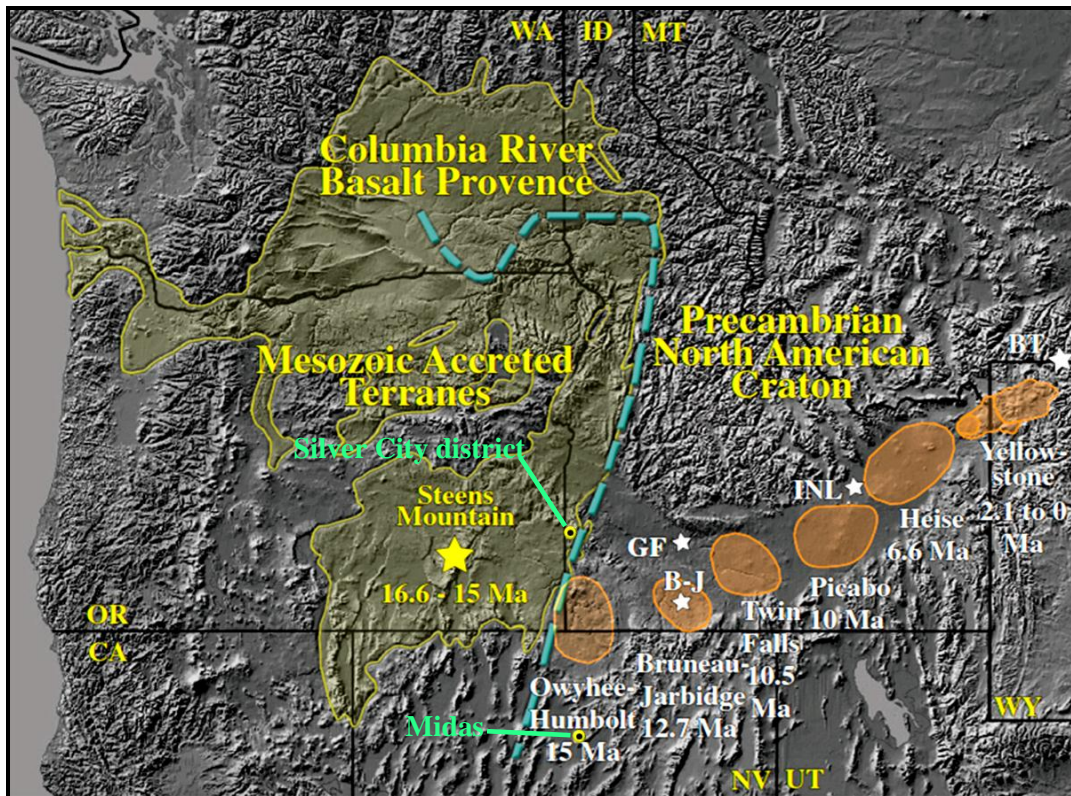 WA ID MT
Columbia River
Basalt Provence
Precambrian
North American
Craton
BT
Mesozoic Accreted
Terranes
Silver City district
Steens
Mountain
16.6 - 15 Ma
Yellow-
stone
2.1 to 0
Ma
INL
Heise
6.6 Ma
GF
B-J
Picabo
10 Ma
Twin
Falls
10.5
Ma
OR
CA
Bruneau-
Jarbidge
12.7 Ma
Owyhee-
Humbolt
15 Ma
Midas
WY
NV UT